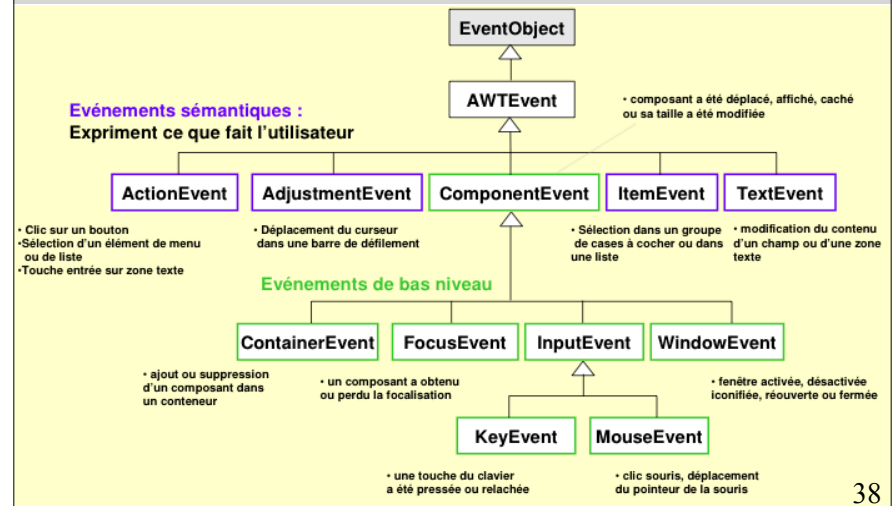 EventObject
AWTEvent
• composant a été déplacé, affiché, caché
ou sa taille a été modifiée
Evénements sémantiques :
Expriment ce que fait l’utilisateur
ActionEvent
AdjustmentEvent
ComponentEvent
ItemEvent
TextEvent
• Clic sur un bouton
•Sélection d’un élément de menu
ou de liste
•Touche entrée sur zone texte
• Déplacement du curseur
dans une barre de défilement
• Sélection dans un groupe
de cases à cocher ou dans
une liste
• modification du contenu
d’un champ ou d’une zone
texte
Evénements de bas niveau
ContainerEvent
FocusEvent
InputEvent
WindowEvent
• ajout ou suppression
d’un composant dans
un conteneur
• un composant a obtenu
ou perdu la focalisation
• fenêtre activée, désactivée
iconifiée, réouverte ou fermée
KeyEvent
MouseEvent
• une touche du clavier
a été pressée ou relachée
• clic souris, déplacement
du pointeur de la souris
38